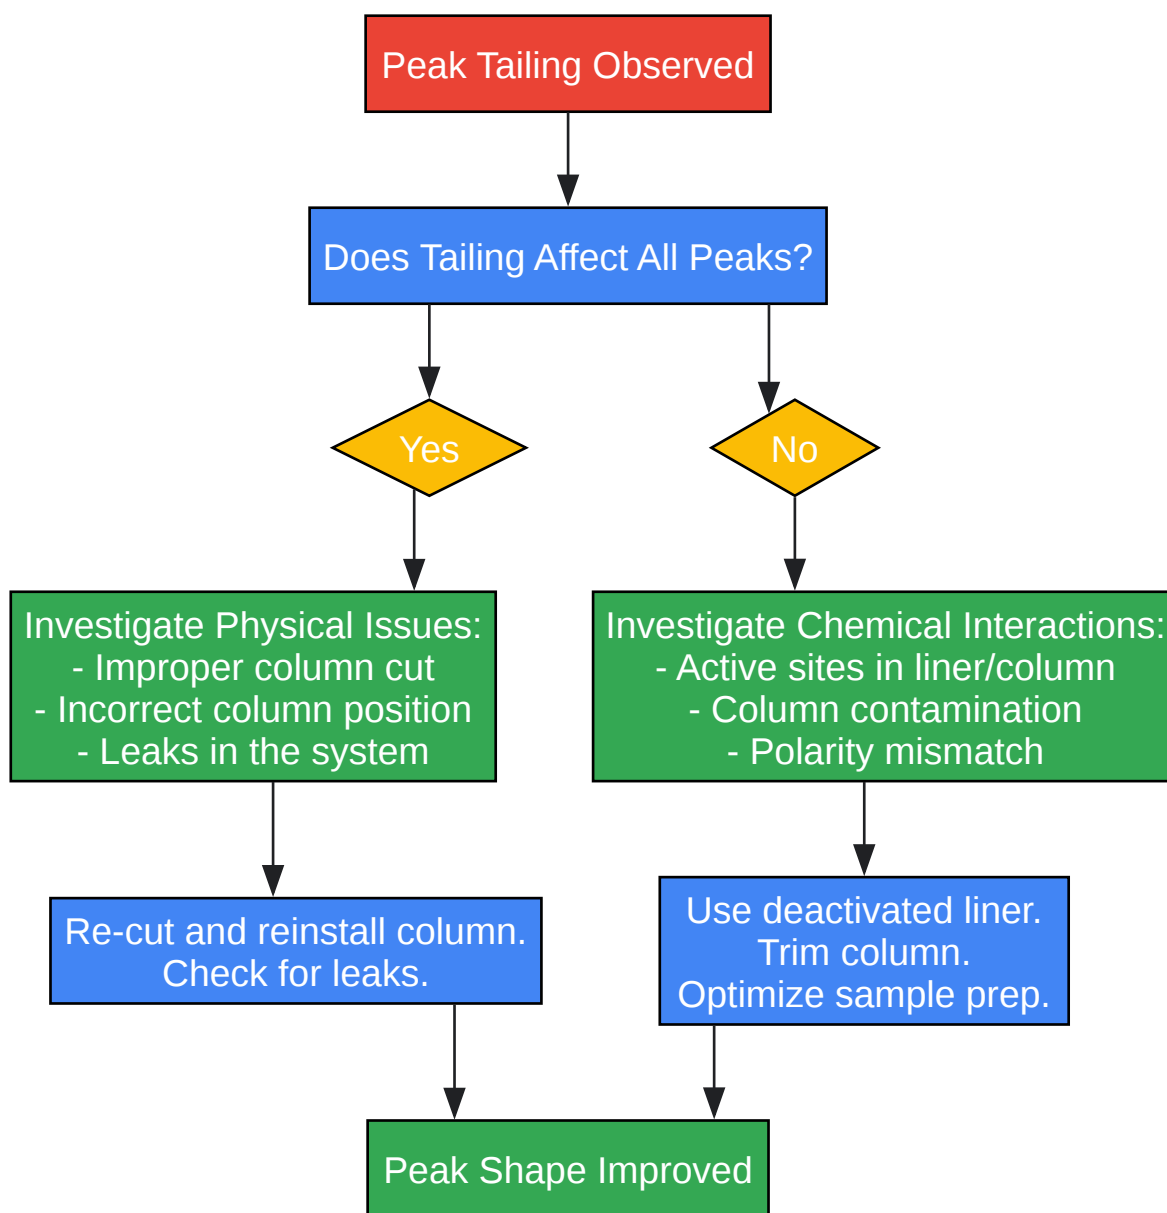 Peak Tailing Observed
Does Tailing Affect All Peaks?
Yes
No
Investigate Physical Issues:
- Improper column cut
- Incorrect column position
- Leaks in the system
Investigate Chemical Interactions:
- Active sites in liner/column
- Column contamination
- Polarity mismatch
Re-cut and reinstall column.
Check for leaks.
Use deactivated liner.
Trim column.
Optimize sample prep.
Peak Shape Improved